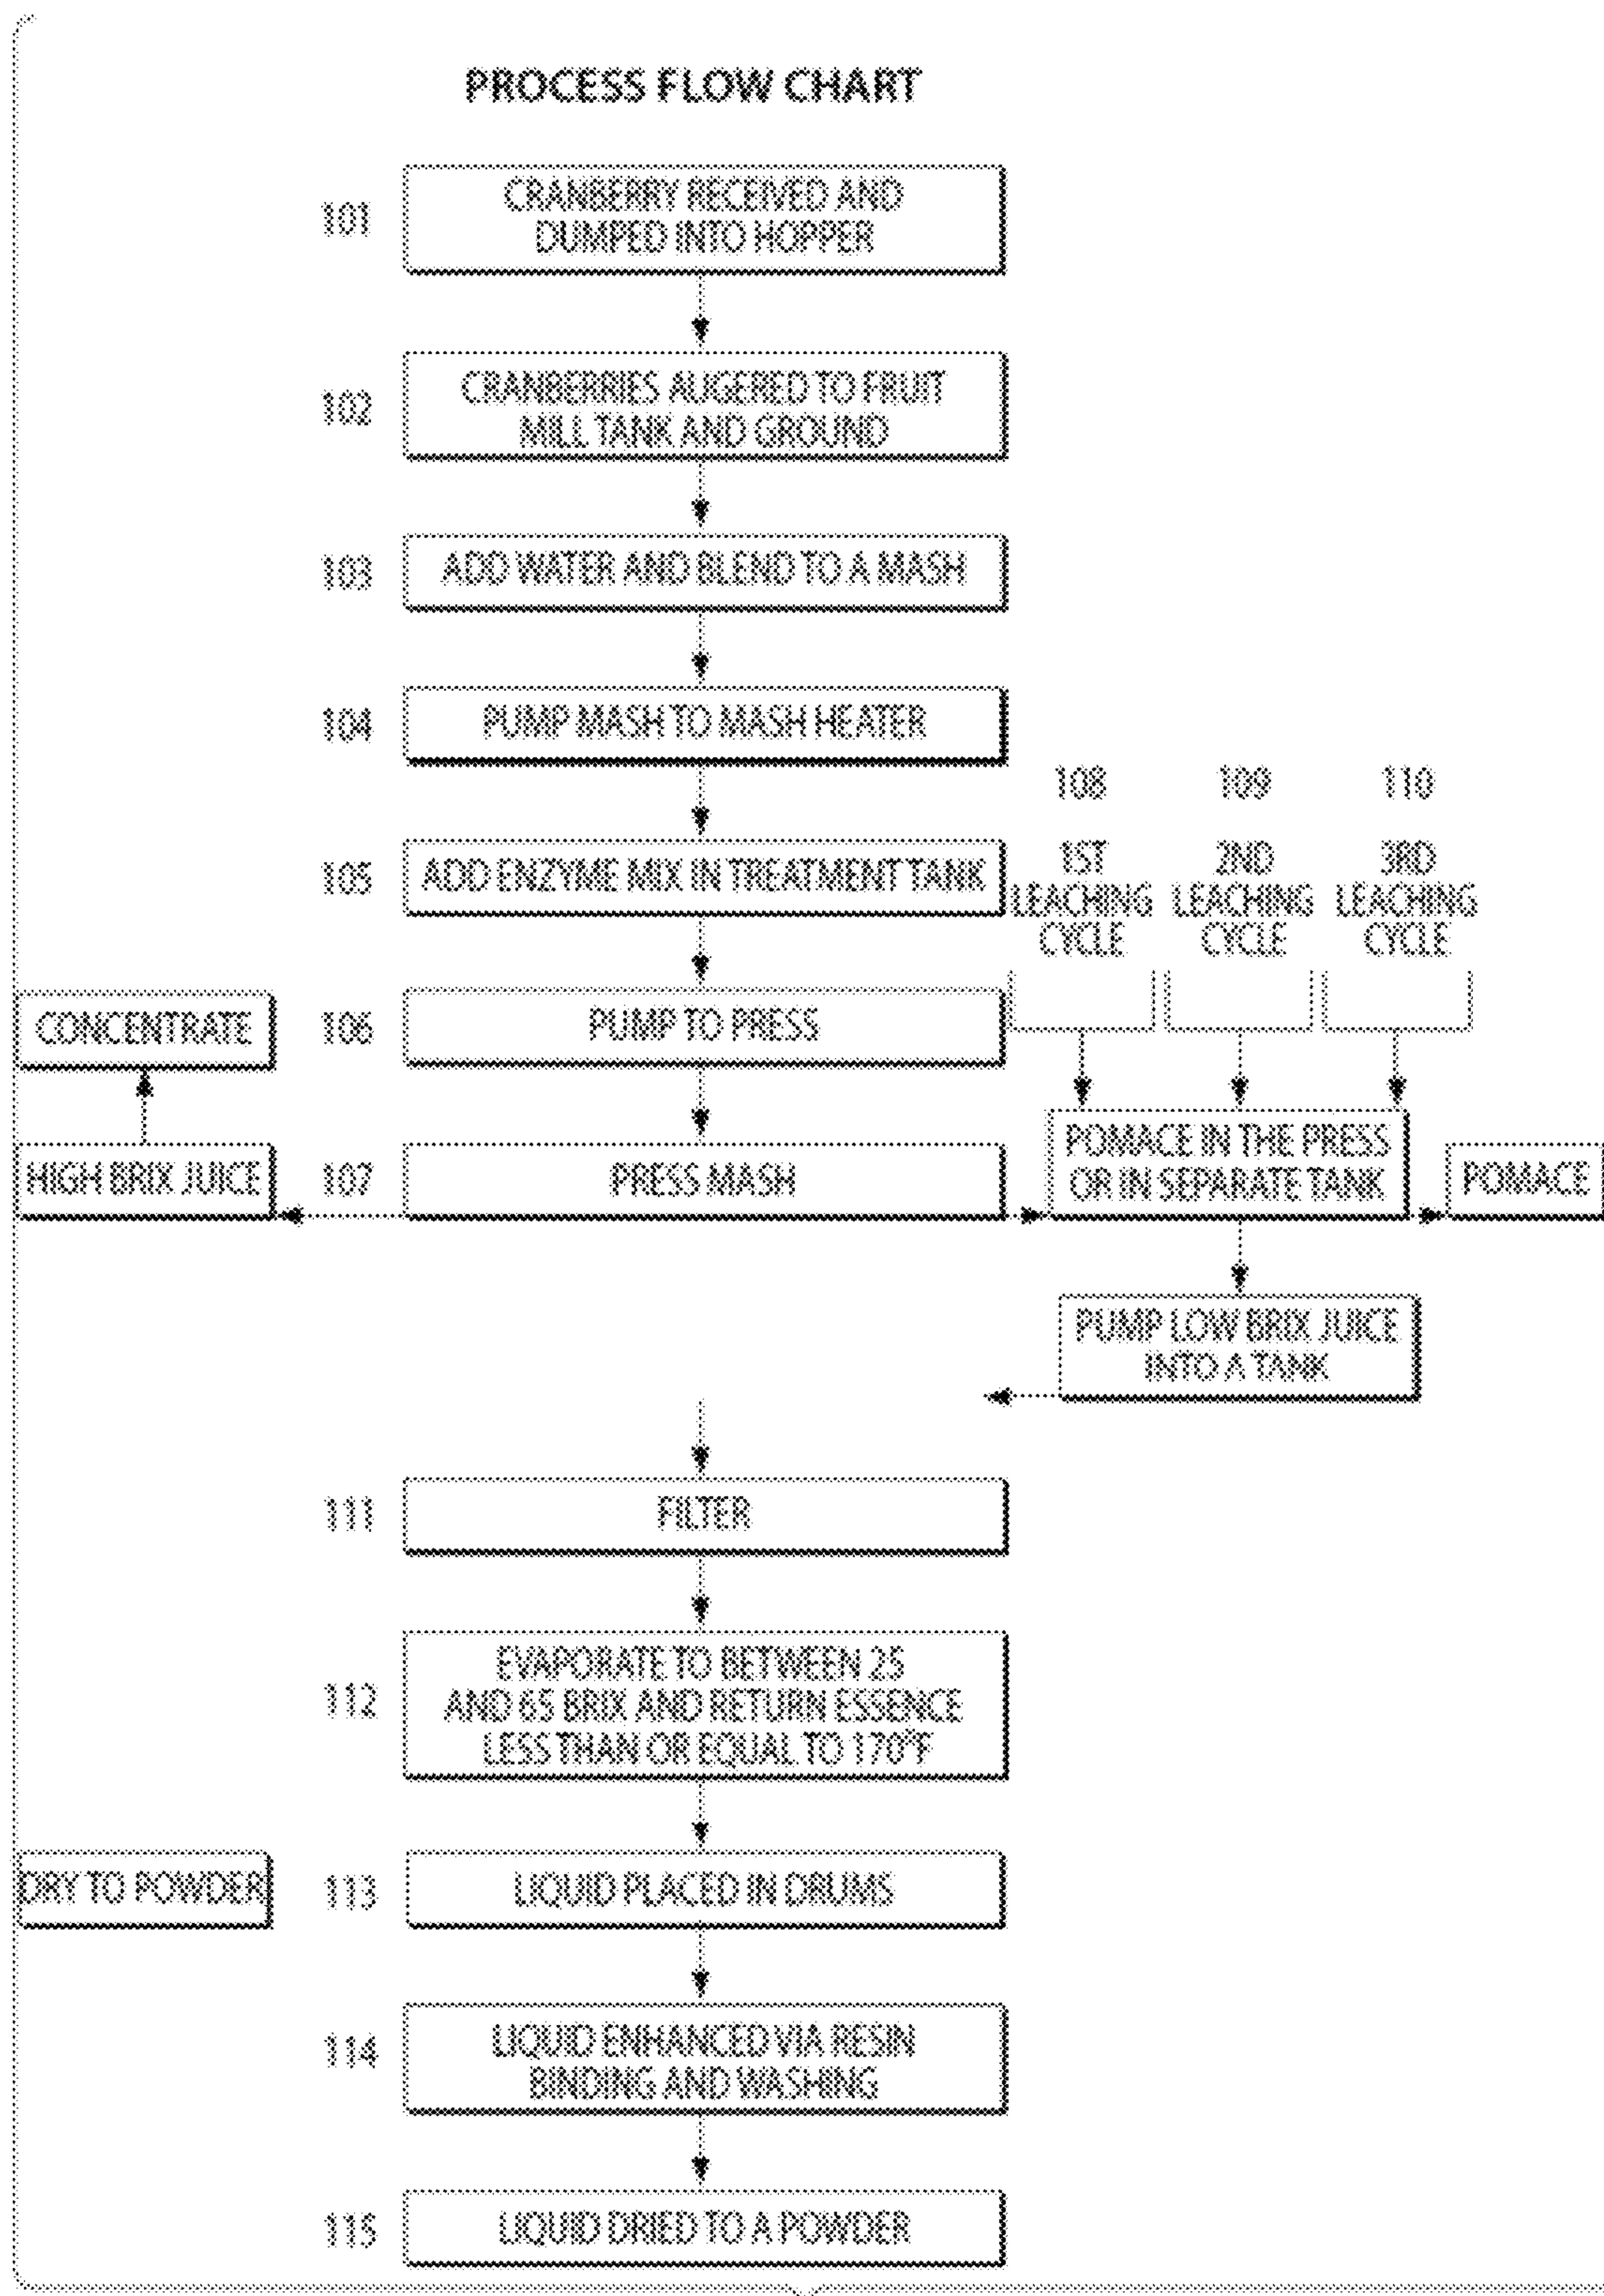 PROCESS FLOW CHART
101
CRANBERRY RECEIVED AND
DUMPED INTO HOPPER
102
CRANBERRIES AUGERED TO FRUIT
MILL TANK AND GROUND
103
ADD WATER AND BLEND TO A MASH
104
PUMP MASH TO MASH HEATER
105
ADD ENZYME MIX IN TREATMENT TANK
108
1ST
LEACHING
CYCLE
109
2ND
LEACHING
CYCLE
110
3RD
LEACHING
CYCLE
CONCENTRATE
106
PUMP TO PRESS
HIGH BRIX JUICE
107
PRESS MASH
POMACE IN THE PRESS
OR IN SEPARATE TANK
POMACE
PUMP LOW BRIX JUICE
INTO A TANK
111
FILTER
112
EVAPORATE TO BETWEEN 25
AND 65 BRIX AND RETURN ESSENCE
LESS THAN OR EQUAL TO 170°F
DRY TO POWDER
113
LIQUID PLACED IN DRUMS
114
LIQUID ENHANCED VIA RESIN
BINDING AND WASHING
115
LIQUID DRIED TO A POWDER